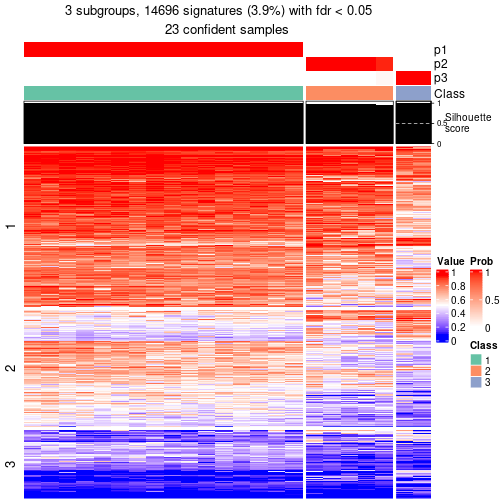 3 subgroups, 14696 signatures (3.9%) with fdr < 0.05
23 confident samples
p1
p2
p3
Class
1
0.5
0
Silhouette
score
1
2
3
Value
1
0.8
0.6
0.4
0.2
0
Prob
1
0.5
0
Class
1
2
3